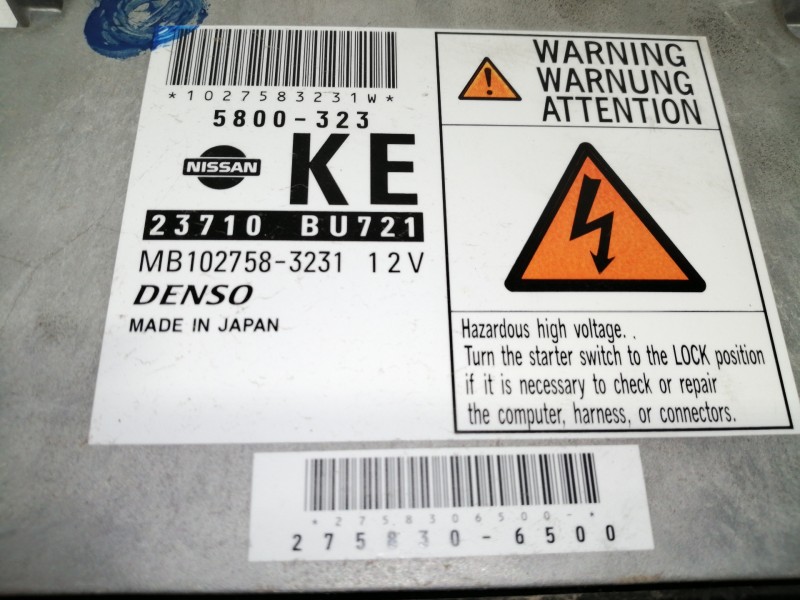 *1027583231W*
5800-323
NISSAN
KE
23710 BU721
MB102758-3231 12V
DENSO
MADE IN JAPAN
WARNING
WARNUNG
ATTENTION
Hazardous high voltage.
Turn the starter switch to the LOCK position
if it is necessary to check or repair
the computer, harness, or connectors.
*2758306500-*
275830-6500